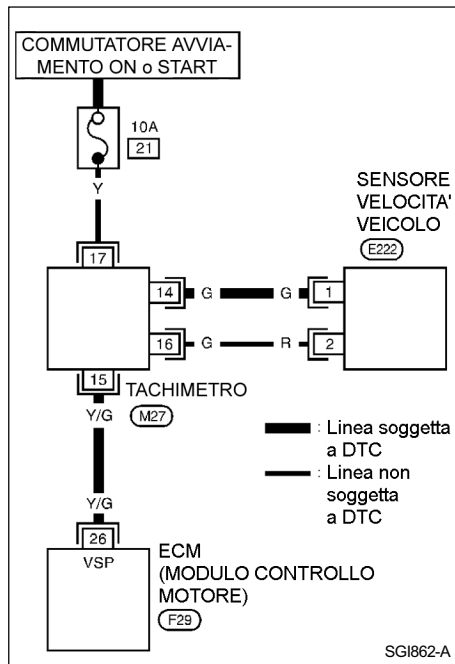 COMMUTATORE AVVIA-
MENTO ON o START
10A
21
Y
17
SENSORE
VELOCITA'
VEICOLO
E222
14 G G 1
16 G R 2
15
TACHIMETRO
M27
Y/G
: Linea soggetta
a DTC
: Linea non
soggetta
a DTC
Y/G
26
VSP
ECM
(MODULO CONTROLLO
MOTORE)
F29
SGI862-A